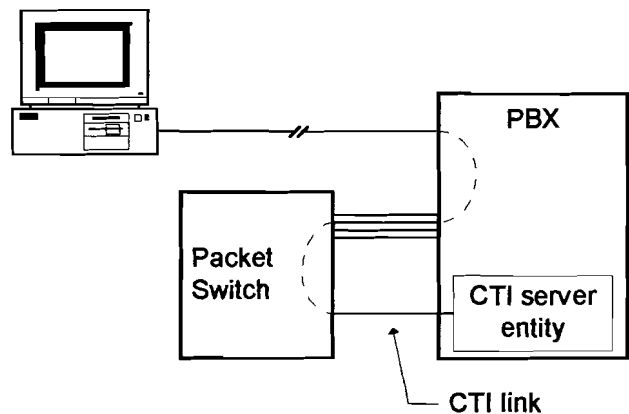 PBX
Packet
Switch
CTI server
entity
CTI link